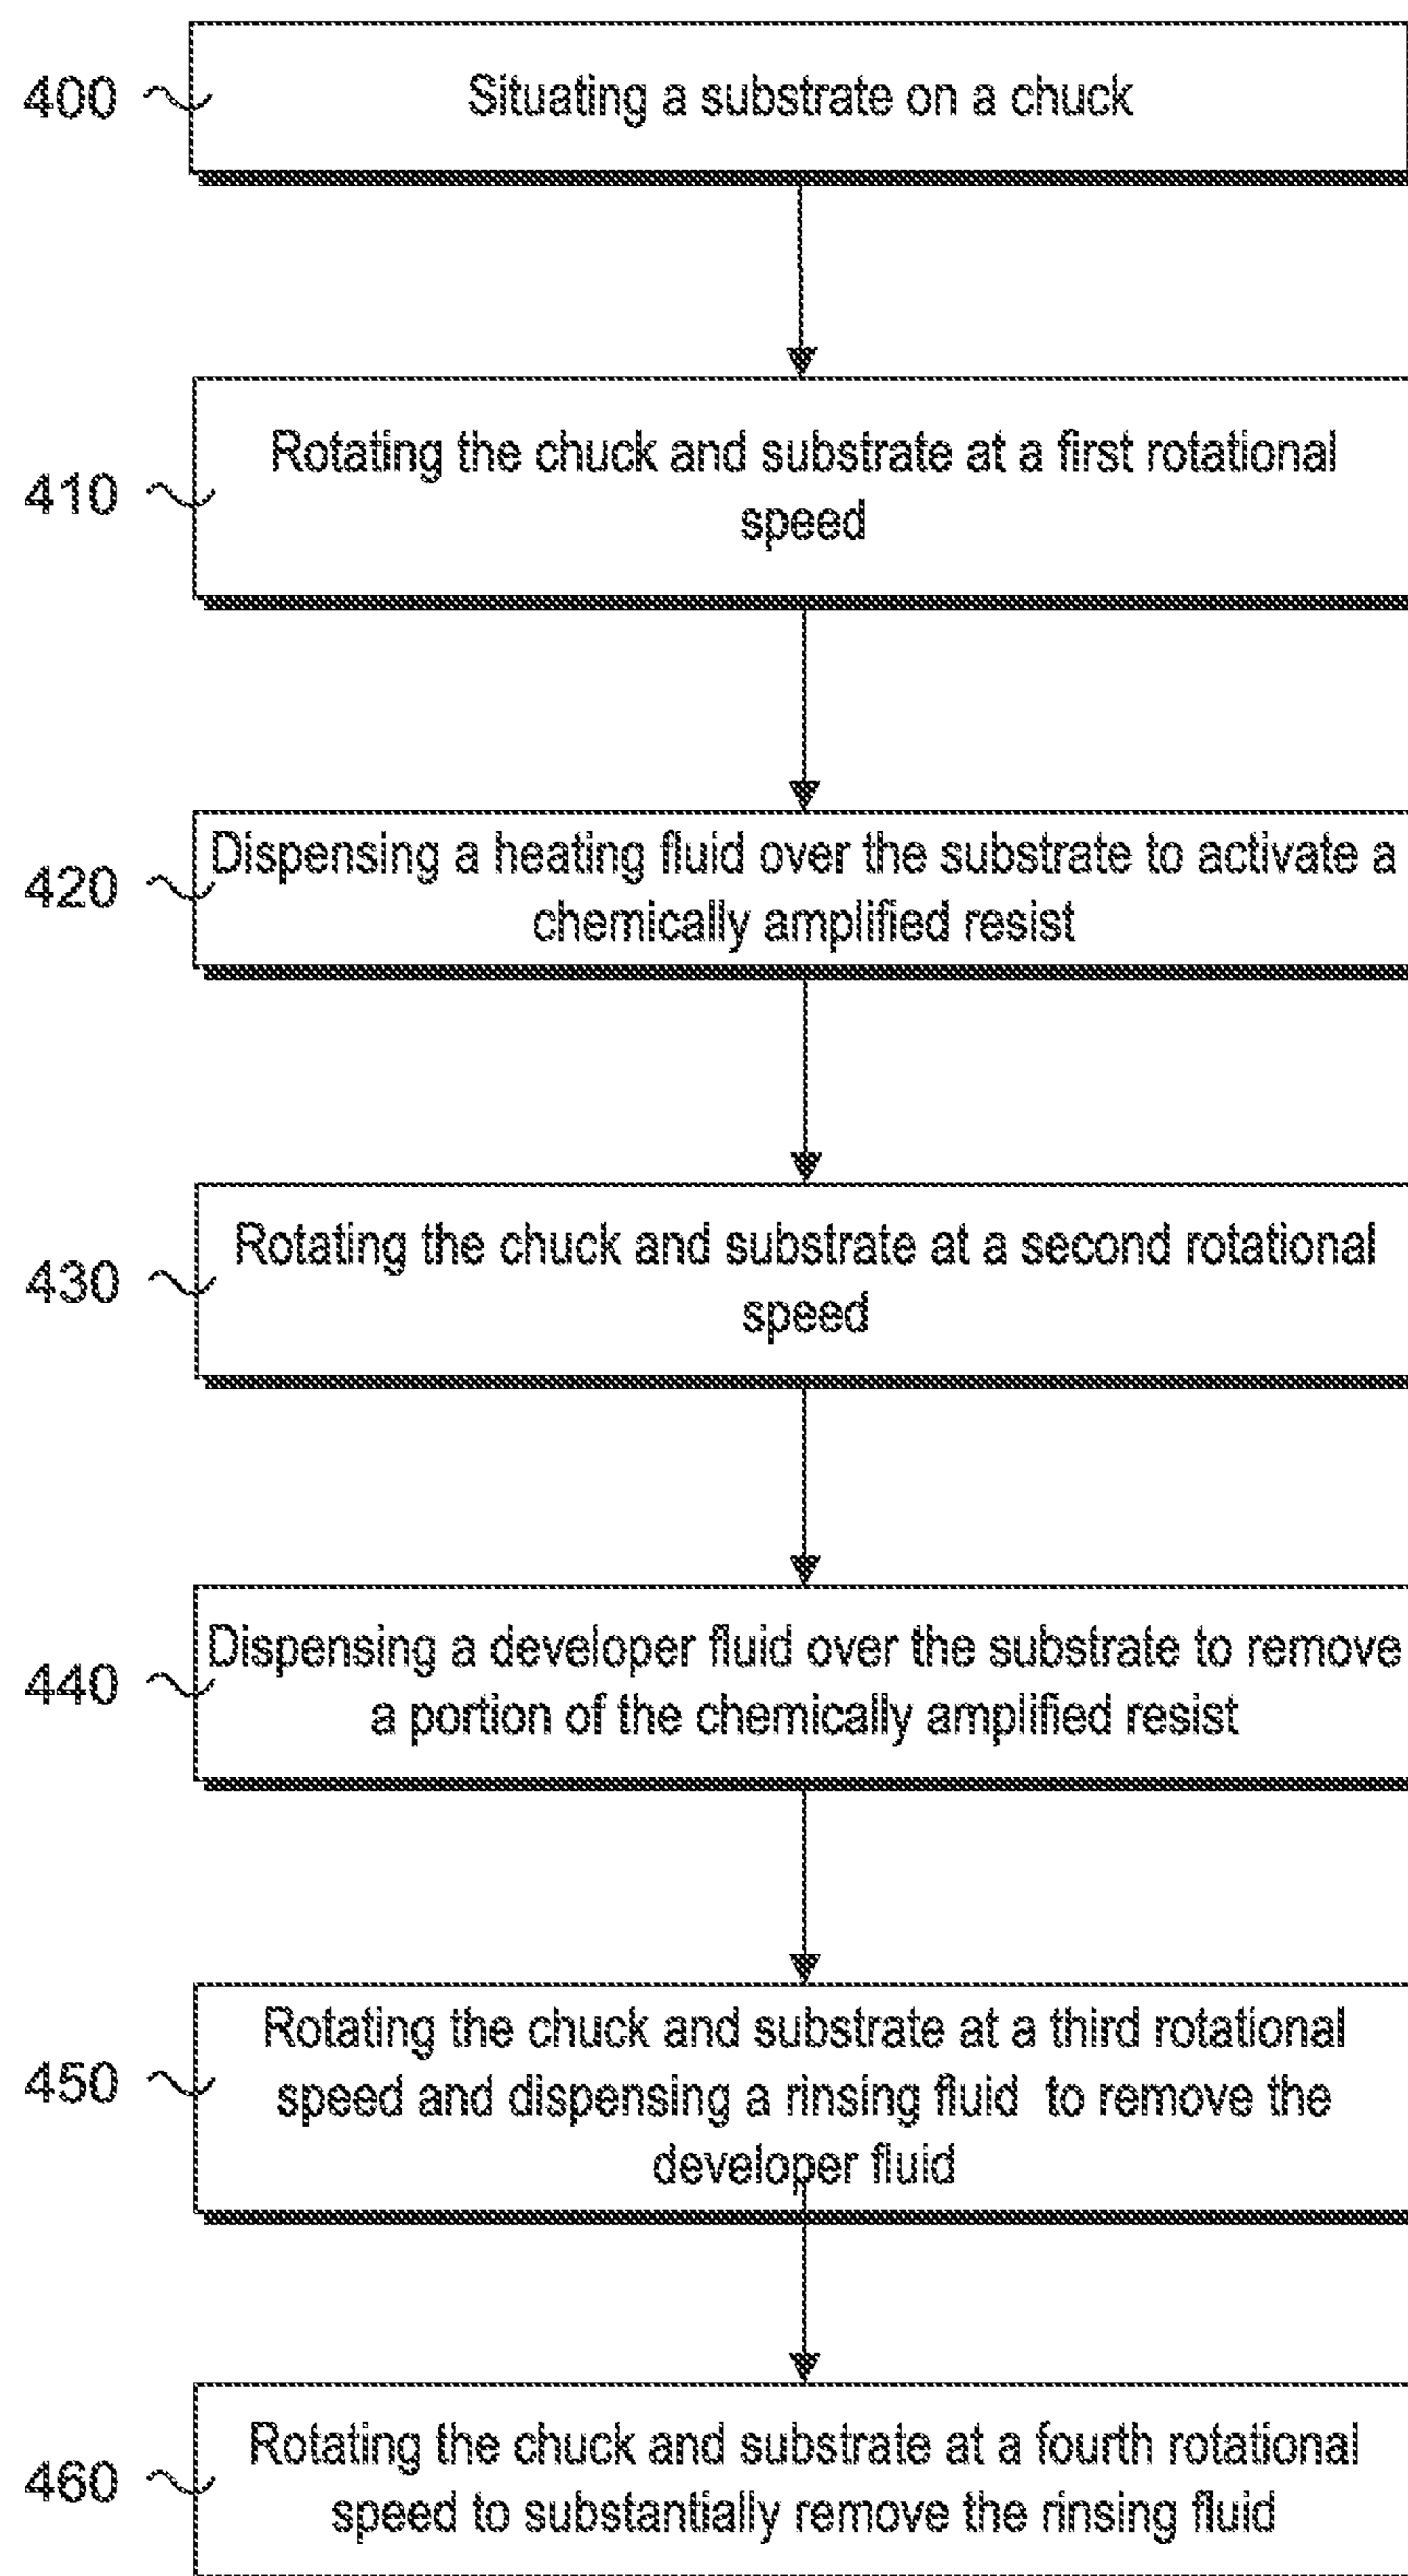 400
Situating a substrate on a chuck
410
Rotating the chuck and substrate at a first rotational
speed
420
Dispensing a heating fluid over the substrate to activate a
chemically amplified resist
430
Rotating the chuck and substrate at a second rotational
speed
440
Dispensing a developer fluid over the substrate to remove
a portion of the chemically amplified resist
450
Rotating the chuck and substrate at a third rotational
speed and dispensing a rinsing fluid to remove the
developer fluid
460
Rotating the chuck and substrate at a fourth rotational
speed to substantially remove the rinsing fluid